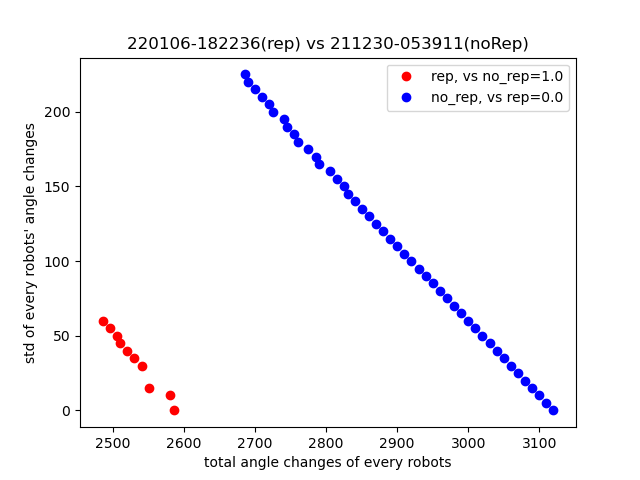 220106-182236(rep) vs 211230-053911(noRep)
rep, vs no_rep=1.0
no_rep, vs rep=0.0
200
150
100
50
0
std of every robots' angle changes
2500 2600 2700 2800 2900 3000 3100
total angle changes of every robots